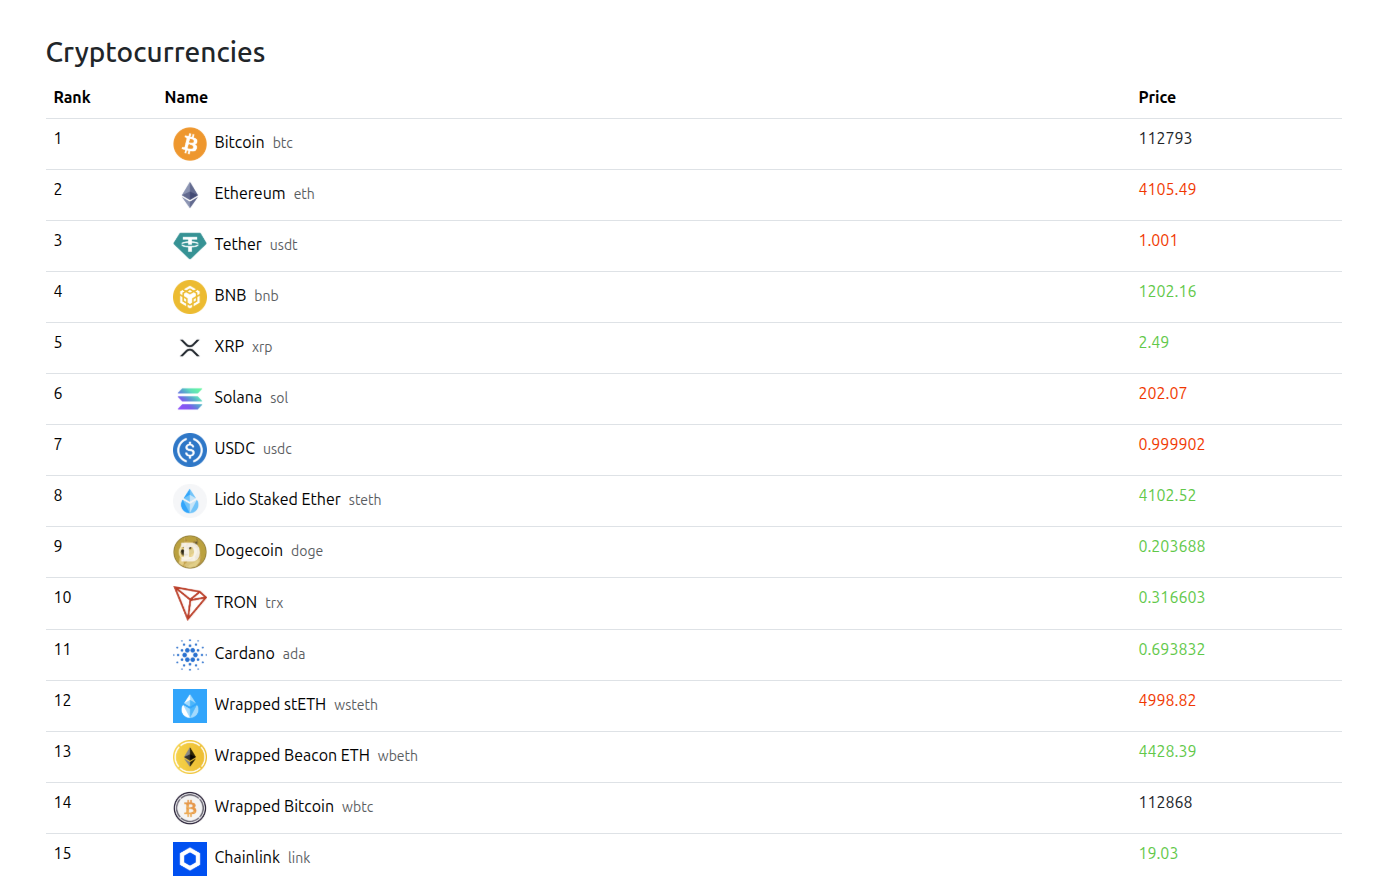 Cryptocurrencies
Rank Name Price
1 Bitcoin btc 112793
2 Ethereum eth 4105.49
3 Tether usdt 1.001
4 BNB bnb 1202.16
5 XRP xrp 2.49
6 Solana sol 202.07
7 USDC usdc 0.999902
8 Lido Staked Ether steth 4102.52
9 Dogecoin doge 0.203688
10 TRON trx 0.316603
11 Cardano ada 0.693832
12 Wrapped stETH wsteth 4998.82
13 Wrapped Beacon ETH wbeth 4428.39
14 Wrapped Bitcoin wbtc 112868
15 Chainlink link 19.03